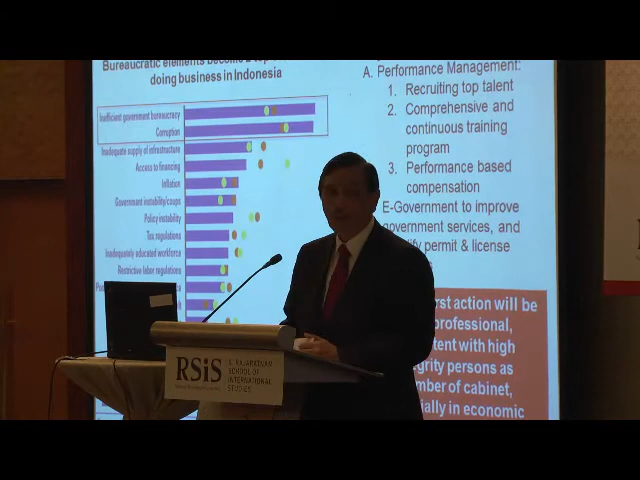 Bureaucratic elements become
doing business in Indonesia
Inefficient government bureaucracy
Corruption
Inadequate supply of infrastructure
Access to financing
Inflation
Government instability/coups
Policy instability
Tax regulations
Inadequately educated workforce
Restrictive labor regulations
A. Performance Management:
1. Recruiting top talent
2. Comprehensive and
continuous training
program
3. Performance based
compensation
E-Government to improve
government services, and
permit & license
rst action will be
professional,
tent with high
grity persons as
mber of cabinet,
ially in economic
RSiS
S. RAJARATNAM
SCHOOL OF
INTERNATIONAL
STUDIES